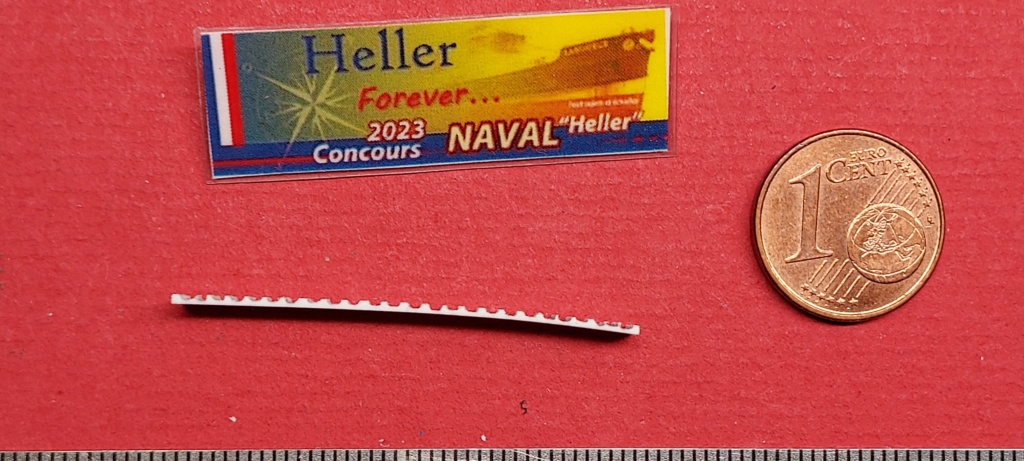 Heller
Forever...
2023
Concours
NAVAL "Heller"
1
EURO
CENT